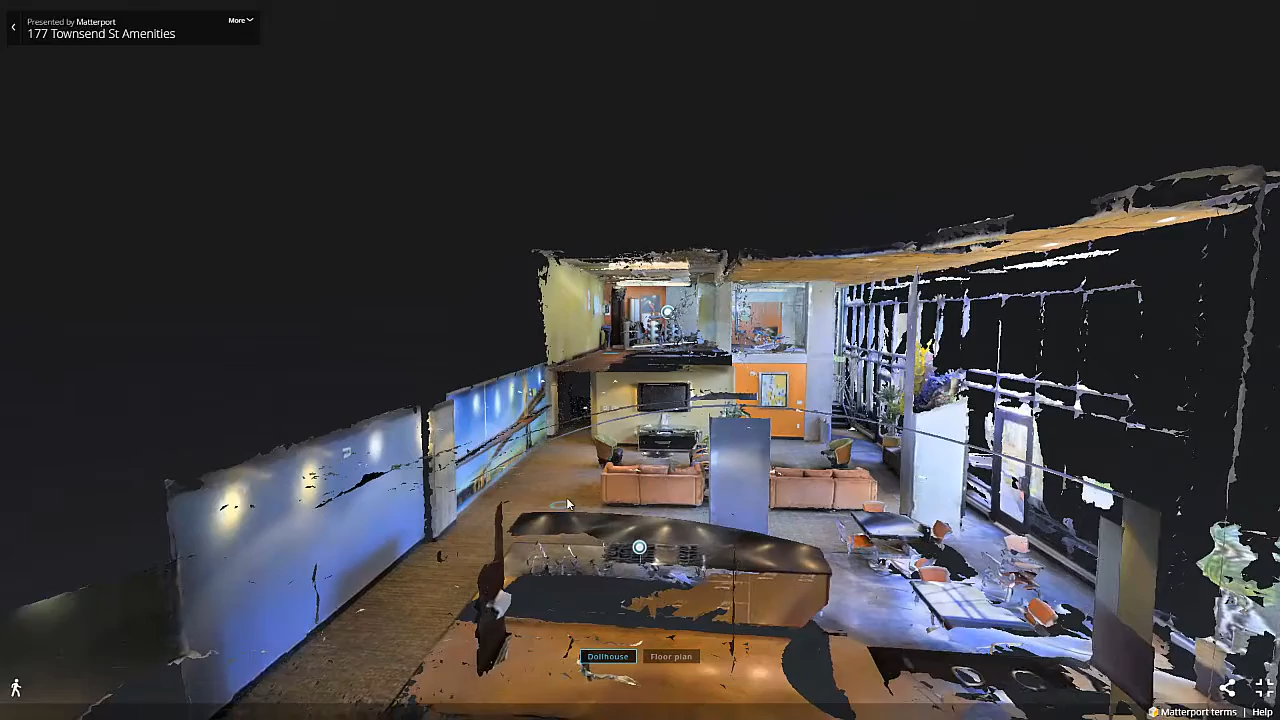 Presented by Matterport
More
177 Townsend St Amenities
Dollhouse
Floor plan
Matterport terms | Help